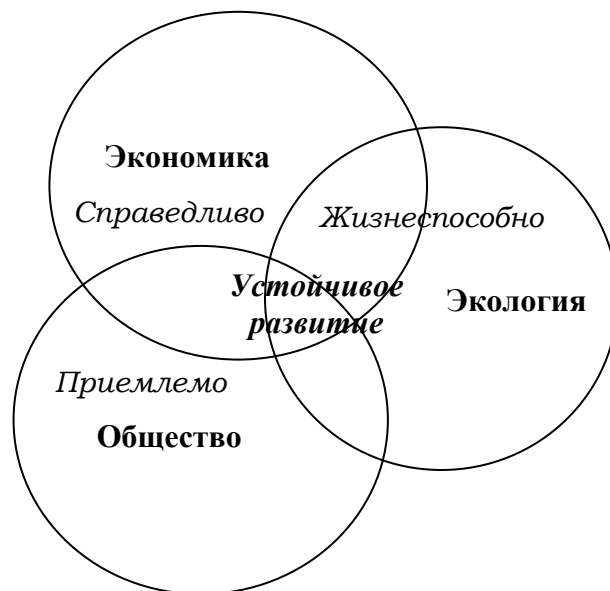 Экономика
Справедливо
Жизнеспособно
Устойчивое
развитие
Экология
Приемлемо
Общество